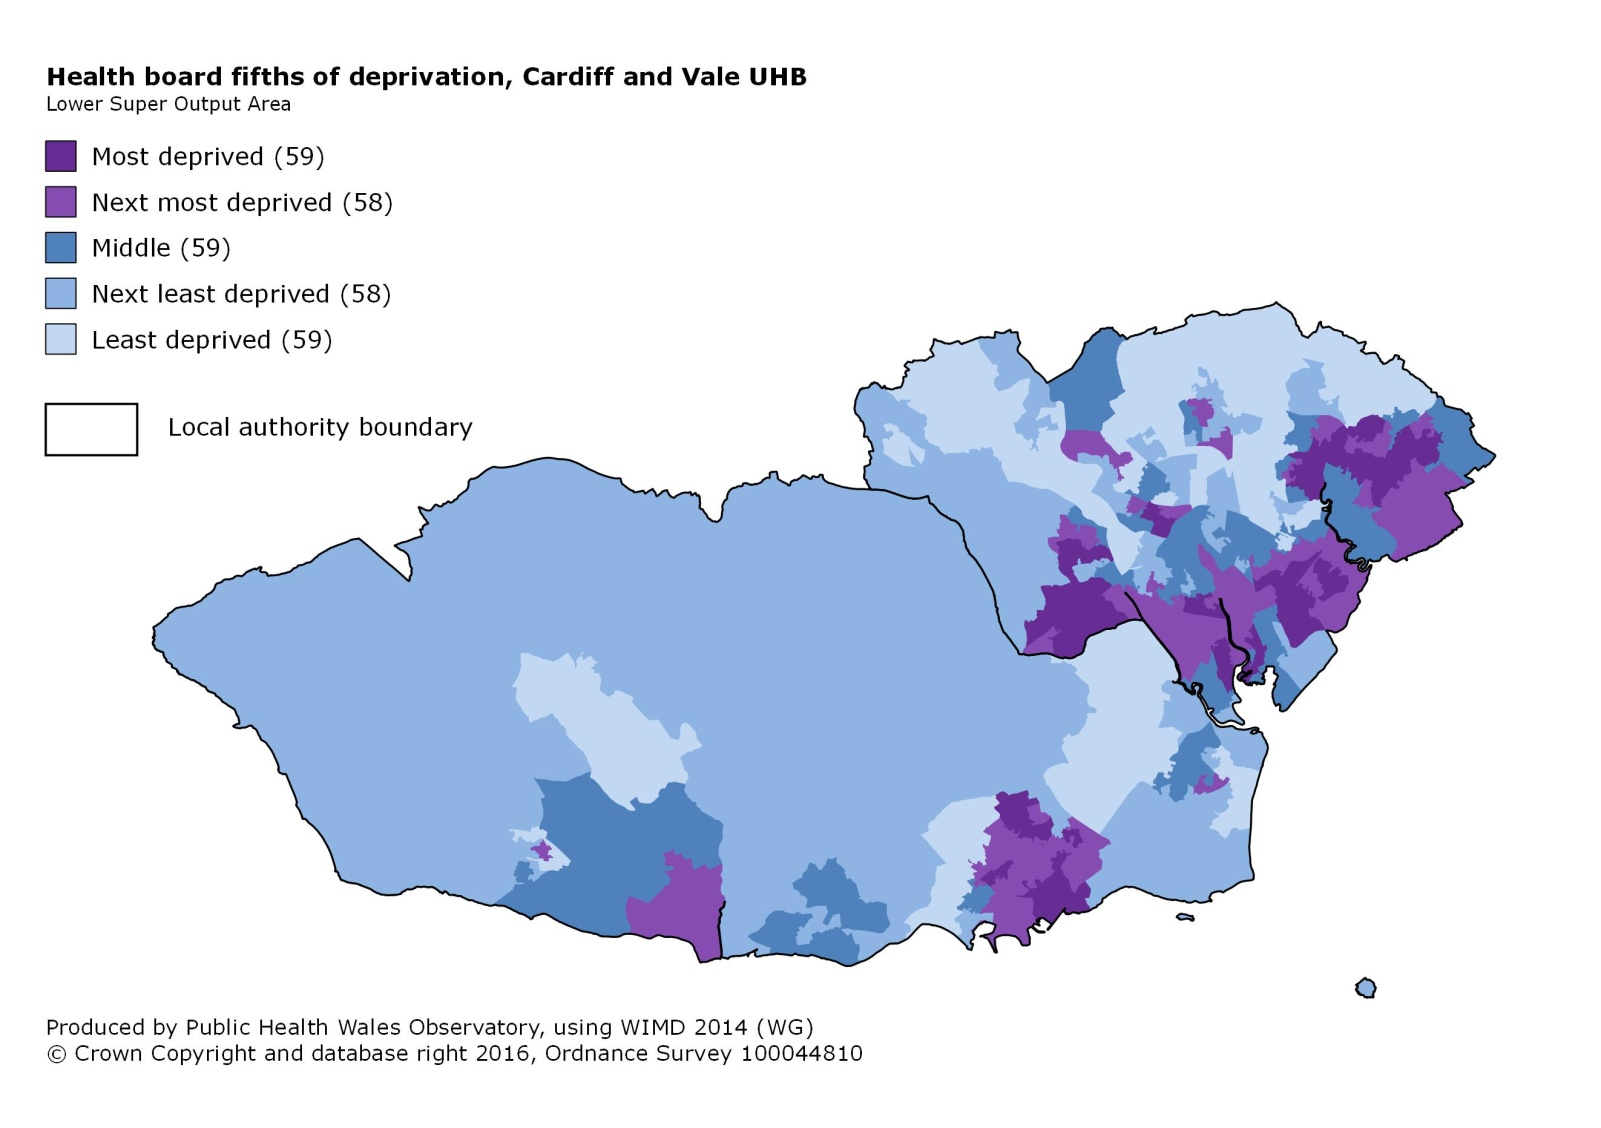 Health board fifths of deprivation, Cardiff and Vale UHB
Lower Super Output Area
Most deprived (59)
Next most deprived (58)
Middle (59)
Next least deprived (58)
Least deprived (59)
Local authority boundary
Produced by Public Health Wales Observatory, using WIMD 2014 (WG)
© Crown Copyright and database right 2016, Ordnance Survey 100044810